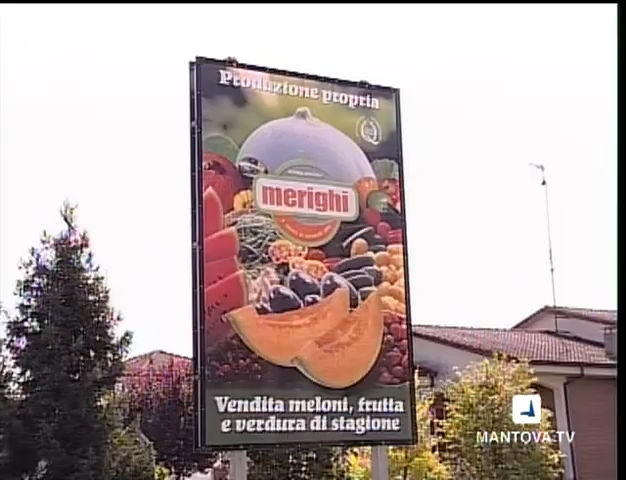 Produzione propria
merighi
Vendita meloni, frutta
e verdura di stagione
MANTOVA.TV